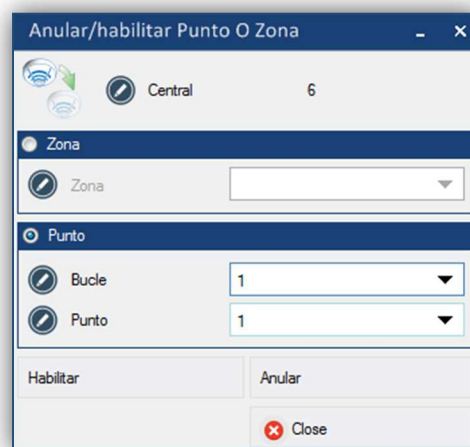 Anular/habilitar Punto O Zona
Central 6
Zona
Zona
Punto
Bucle 1
Punto 1
Habilitar Anular
Close